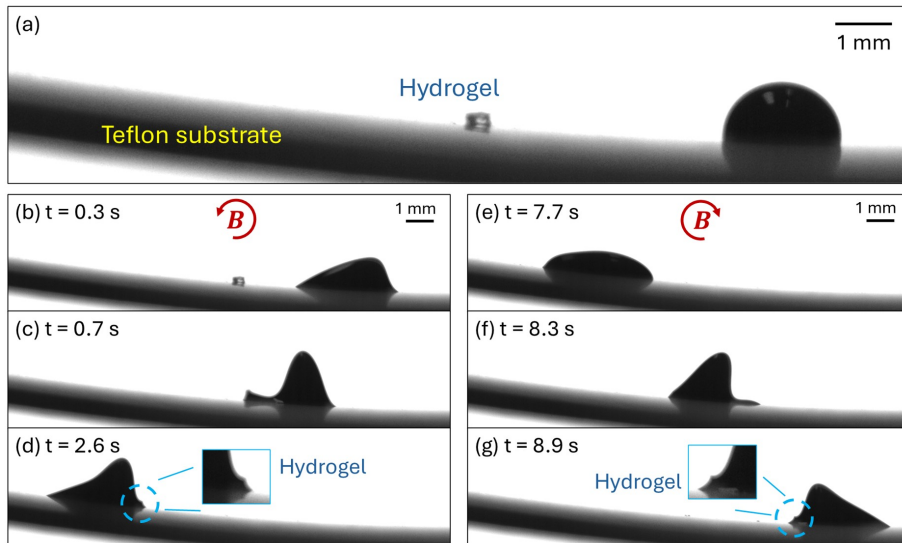 (a)
1 mm
Hydrogel
Teflon substrate
(b) t = 0.3 s
B
1 mm
(c) t = 0.7 s
(d) t = 2.6 s
Hydrogel
(e) t = 7.7 s
B
1 mm
(f) t = 8.3 s
(g) t = 8.9 s
Hydrogel